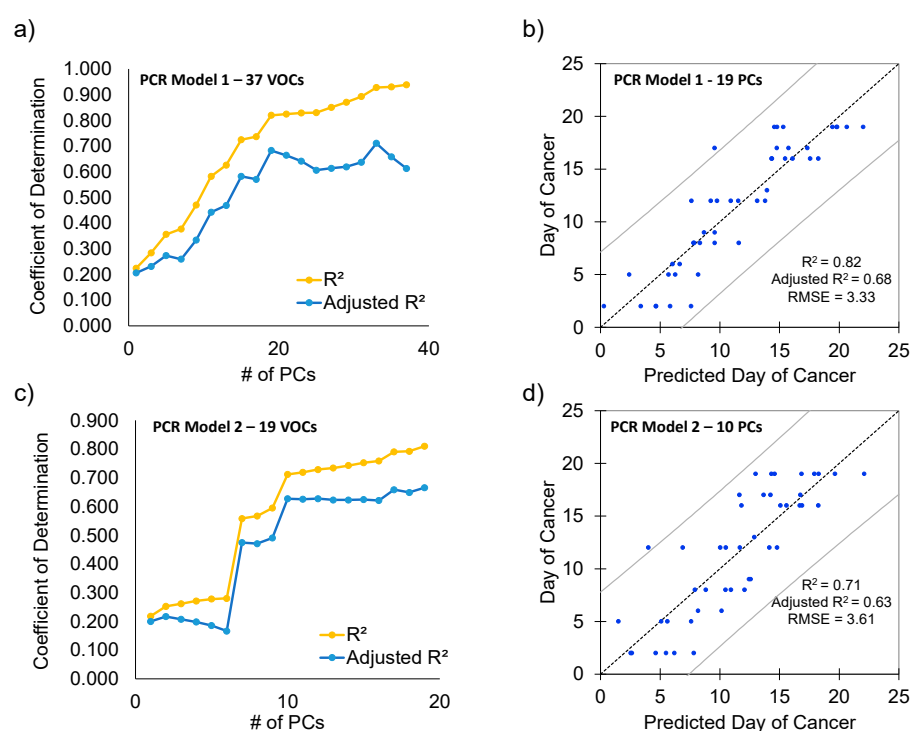 a)
PCR Model 1 – 37 VOCs
Coefficient of Determination
1.000
0.900
0.800
0.700
0.600
0.500
0.400
0.300
0.200
0.100
0.000
R²
Adjusted R²
0
20
40
# of PCs
b)
PCR Model 1 - 19 PCs
Day of Cancer
25
20
15
10
5
0
R² = 0.82
Adjusted R² = 0.68
RMSE = 3.33
0
5
10
15
20
25
Predicted Day of Cancer
c)
PCR Model 2 – 19 VOCs
Coefficient of Determination
0.900
0.800
0.700
0.600
0.500
0.400
0.300
0.200
0.100
0.000
R²
Adjusted R²
0
10
20
# of PCs
d)
PCR Model 2 – 10 PCs
Day of Cancer
25
20
15
10
5
0
R² = 0.71
Adjusted R² = 0.63
RMSE = 3.61
0
5
10
15
20
25
Predicted Day of Cancer